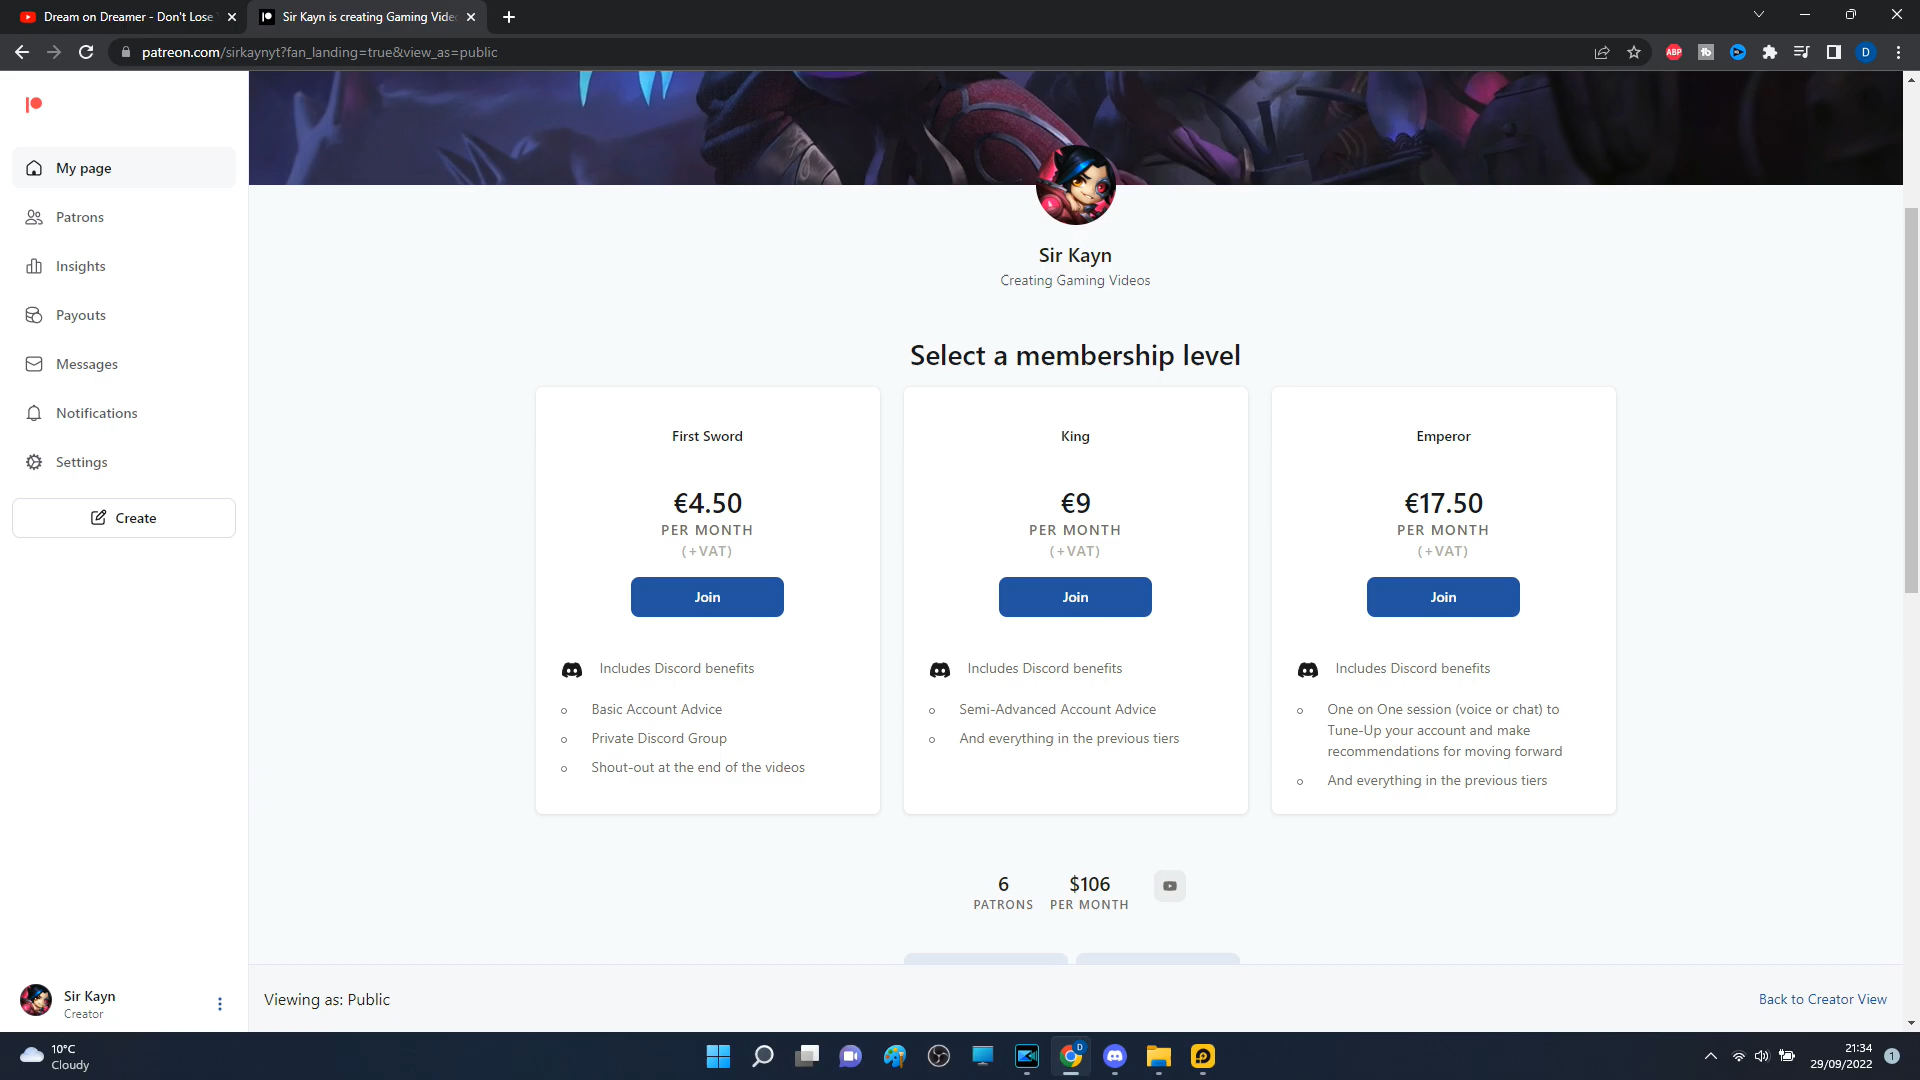 Dream on Dreamer - Don't Lose
Sir Kayn is creating Gaming Vide
patreon.com/sirkaynyt?fan_landing=true&view_as=public
ABP
D
My page
Patrons
Insights
Payouts
Messages
Notifications
Settings
Create
Sir Kayn
Creating Gaming Videos
Select a membership level
First Sword
€4.50
PER MONTH
(+VAT)
Join
Includes Discord benefits
Basic Account Advice
Private Discord Group
Shout-out at the end of the videos
King
€9
PER MONTH
(+VAT)
Join
Includes Discord benefits
Semi-Advanced Account Advice
And everything in the previous tiers
Emperor
€17.50
PER MONTH
(+VAT)
Join
Includes Discord benefits
One on One session (voice or chat) to
Tune-Up your account and make
recommendations for moving forward
And everything in the previous tiers
6
PATRONS
$106
PER MONTH
Sir Kayn
Creator
Viewing as: Public
Back to Creator View
10°C
Cloudy
D
21:34
29/09/2022
1